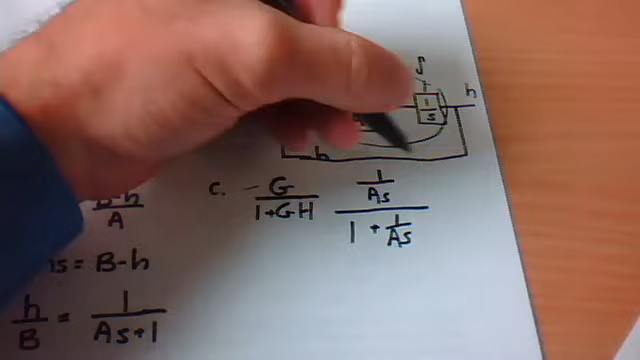 1/s h
h
c. G/(1+GH) (1/As)/(1 + 1/As)
B-h/A
s = B-h
h/B = 1/(As+1)